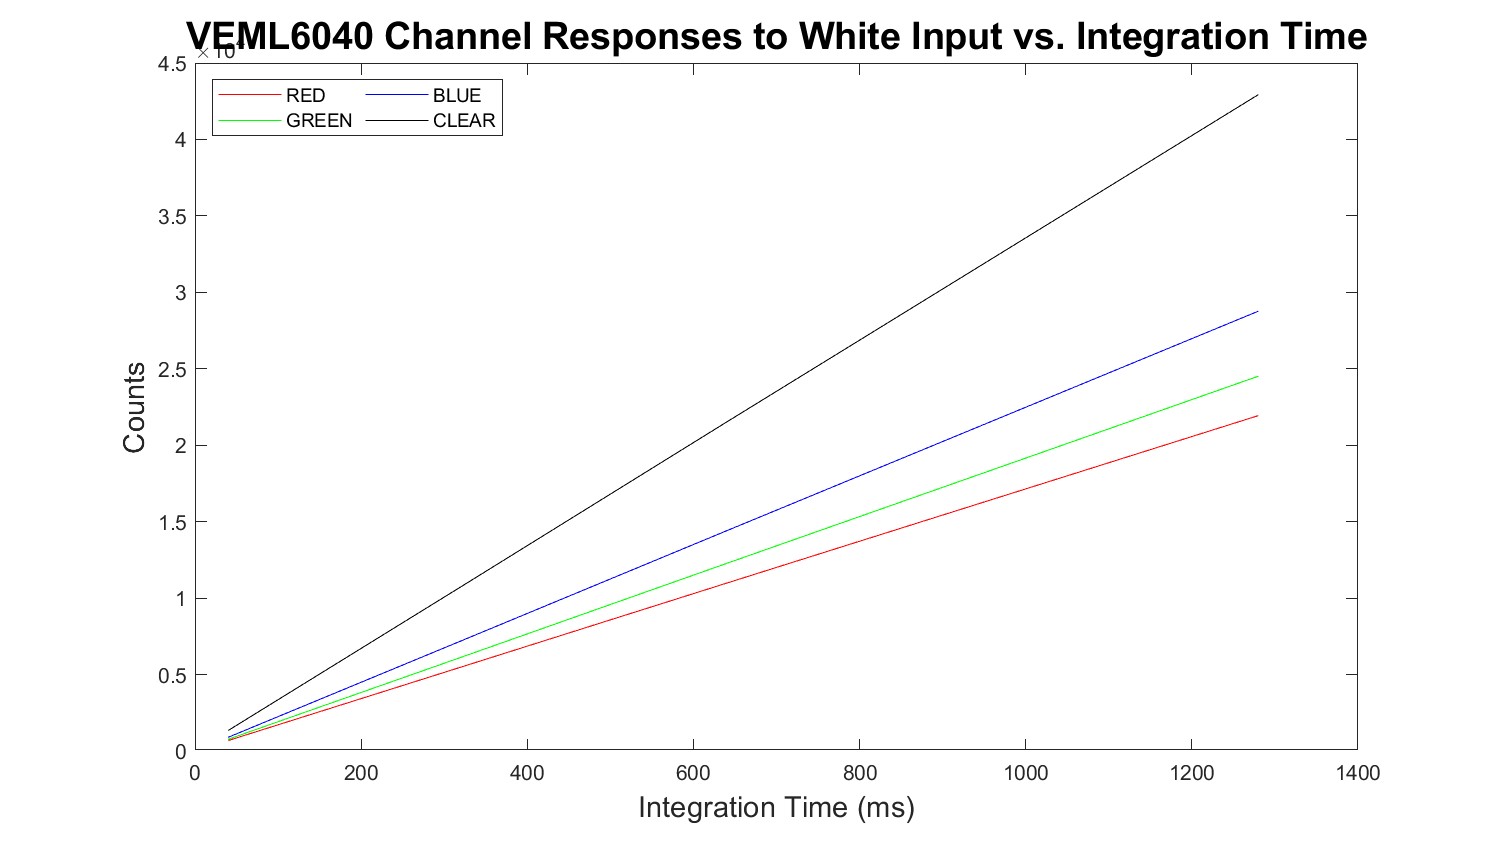 VEML6040 Channel Responses to White Input vs. Integration Time
×10⁴
4.5
4
3.5
3
2.5
2
1.5
1
0.5
0
RED BLUE
GREEN CLEAR
Counts
0 200 400 600 800 1000 1200 1400
Integration Time (ms)